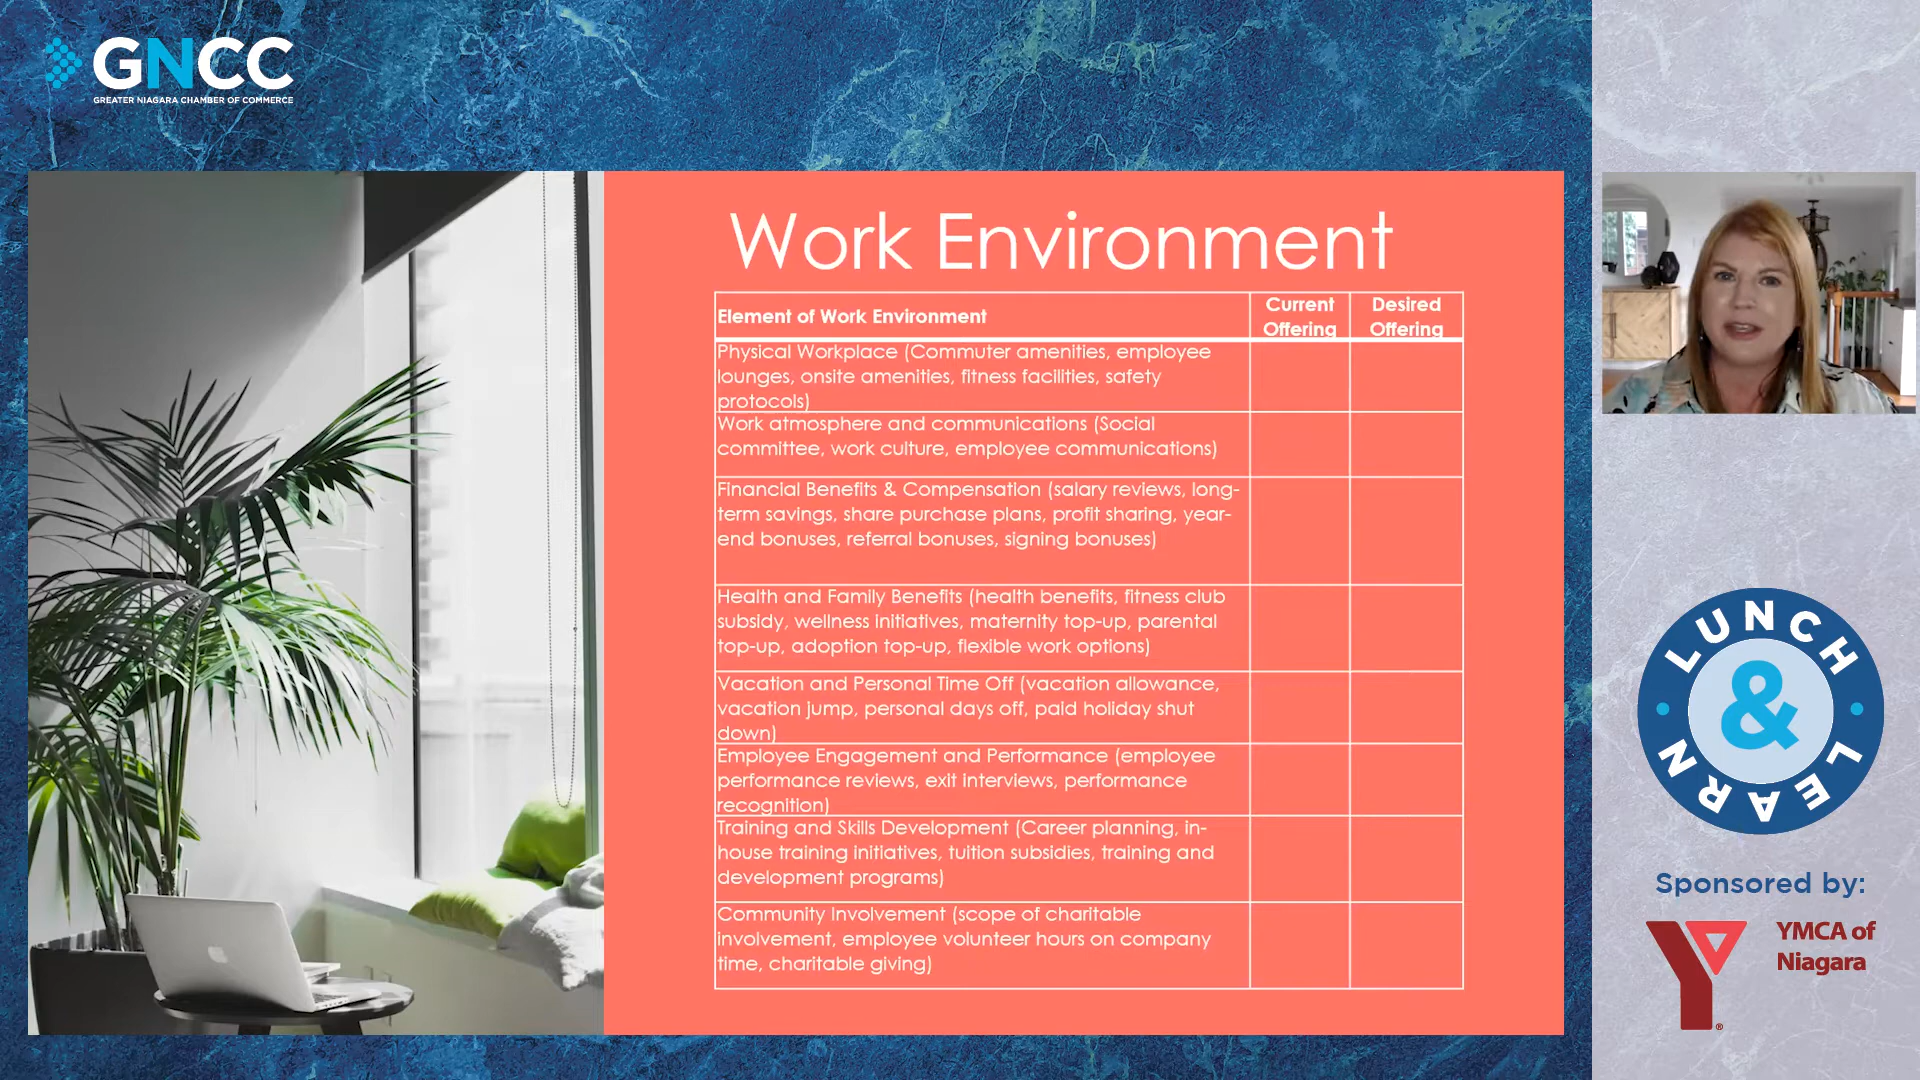 GNCC
GREATER NIAGARA CHAMBER OF COMMERCE
Work Environment
Element of Work Environment
Current
Offering
Desired
Offering
Physical Workplace (Commuter amenities, employee
lounges, onsite amenities, fitness facilities, safety
protocols)
Work atmosphere and communications (Social
committee, work culture, employee communications)
Financial Benefits & Compensation (salary reviews, long-
term savings, share purchase plans, profit sharing, year-
end bonuses, referral bonuses, signing bonuses)
Health and Family Benefits (health benefits, fitness club
subsidy, wellness initiatives, maternity top-up, parental
top-up, adoption top-up, flexible work options)
Vacation and Personal Time Off (vacation allowance,
vacation jump, personal days off, paid holiday shut
down)
Employee Engagement and Performance (employee
performance reviews, exit interviews, performance
recognition)
Training and Skills Development (Career planning, in-
house training initiatives, tuition subsidies, training and
development programs)
Community Involvement (scope of charitable
involvement, employee volunteer hours on company
time, charitable giving)
LUNCH
&
LEARN
Sponsored by:
YMCA of
Niagara